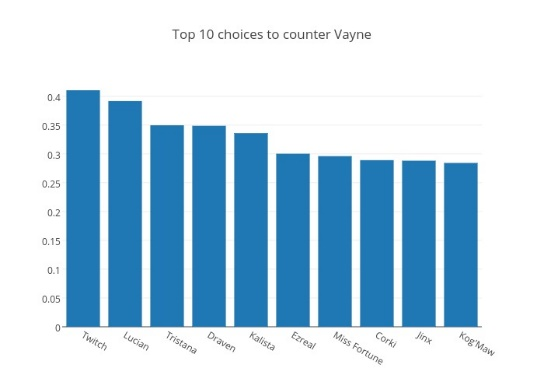 Top 10 choices to counter Vayne
0.4
0.35
0.3
0.25
0.2
0.15
0.1
0.05
0
Twitch
Lucian
Tristana
Draven
Kalista
Ezreal
Miss Fortune
Corki
Jinx
Kog'Maw